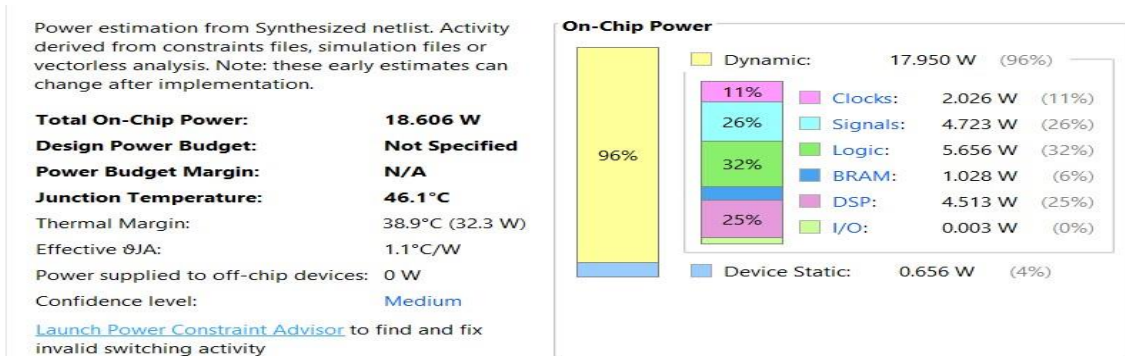 Power estimation from Synthesized netlist. Activity
derived from constraints files, simulation files or
vectorless analysis. Note: these early estimates can
change after implementation.
Total On-Chip Power: 18.606 W
Design Power Budget: Not Specified
Power Budget Margin: N/A
Junction Temperature: 46.1°C
Thermal Margin: 38.9°C (32.3 W)
Effective ϑJA: 1.1°C/W
Power supplied to off-chip devices: 0 W
Confidence level: Medium
Launch Power Constraint Advisor to find and fix
invalid switching activity
On-Chip Power
Dynamic: 17.950 W (96%)
96%
11% Clocks: 2.026 W (11%)
26% Signals: 4.723 W (26%)
32% Logic: 5.656 W (32%)
BRAM: 1.028 W (6%)
25% DSP: 4.513 W (25%)
I/O: 0.003 W (0%)
Device Static: 0.656 W (4%)